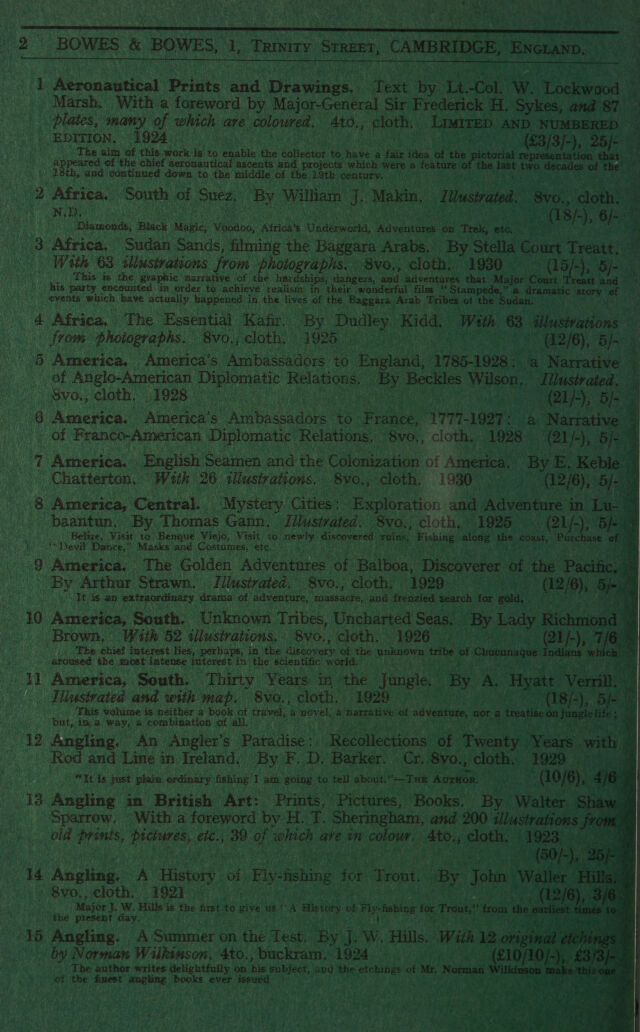 2 BOWES & BOWES, 1, TRINITY STREET, CAMBRIDGE, ENGLAND.
1 Aeronautical Prints and Drawings. Text by Lt.-Col. W. Lockwood
Marsh. With a foreword by Major-General Sir Frederick H. Sykes, and 87
plates, many of which are coloured. 4to., cloth. LIMITED AND NUMBERED
EDITION. 1924 (£3/3/-), 25/-
The aim of this work is to enable the collector to have a fair idea of the pictorial representation that
appeared of the chief aeronautical ascents and projects which were a feature of the last two decades of the
18th, and continued down to the middle of the 19th century.
2 Africa. South of Suez. By William J. Makin. Illustrated. 8vo., cloth.
N.D. (18/-), 6/-
Diamonds, Black Magic, Voodoo, Africa's Underworld, Adventures on Trek, etc.
3 Africa. Sudan Sands, filming the Baggara Arabs. By Stella Court Treatt.
With 63 illustrations from photographs. 8vo., cloth. 1930 (15/-), 5/-
This is the graphic narrative of the hardships, dangers, and adventures that Major Court Treatt and
his party encountered in order to achieve realism in their wonderful film "Stampede," a dramatic story of
events which have actually happened in the lives of the Baggara Arab Tribes of the Sudan.
4 Africa. The Essential Kafir. By Dudley Kidd. With 63 illustrations
from photographs. 8vo., cloth. 1925 (12/6), 5/-
5 America. America's Ambassadors to England, 1785-1928: a Narrative
of Anglo-American Diplomatic Relations. By Beckles Wilson. Illustrated.
8vo., cloth. 1928 (21/-), 5/-
6 America. America's Ambassadors to France, 1777-1927: a Narrative
of Franco-American Diplomatic Relations. 8vo., cloth. 1928 (21/-), 5/-
7 America. English Seamen and the Colonization of America. By E. Keble
Chatterton. With 26 illustrations. 8vo., cloth. 1930 (12/6), 5/-
8 America, Central. Mystery Cities: Exploration and Adventure in Lu-
baantun. By Thomas Gann. Illustrated. 8vo., cloth. 1925 (21/-), 5/-
Belize, Visit to Benque Viejo, Visit to newly discovered ruins, Fishing along the coast, Purchase of
"Devil Dance," Masks and Costumes, etc.
9 America. The Golden Adventures of Balboa, Discoverer of the Pacific.
By Arthur Strawn. Illustrated. 8vo., cloth. 1929 (12/6), 5/-
It is an extraordinary drama of adventure, massacre, and frenzied search for gold.
10 America, South. Unknown Tribes, Uncharted Seas. By Lady Richmond
Brown. With 52 illustrations. 8vo., cloth. 1926 (21/-), 7/6
The chief interest lies, perhaps, in the discovery of the unknown tribe of Chucunaque Indians which
aroused the most intense interest in the scientific world.
11 America, South. Thirty Years in the Jungle. By A. Hyatt Verrill.
Illustrated and with map. 8vo., cloth. 1929 (18/-), 5/-
This volume is neither a book of travel, a novel, a narrative of adventure, nor a treatise on jungle life;
but, in a way, a combination of all.
12 Angling. An Angler's Paradise: Recollections of Twenty Years with
Rod and Line in Ireland. By F. D. Barker. Cr. 8vo., cloth. 1929
"It is just plain ordinary fishing I am going to tell about."—THE AUTHOR. (10/6), 4/6
13 Angling in British Art: Prints, Pictures, Books. By Walter Shaw
Sparrow. With a foreword by H. T. Sheringham, and 200 illustrations from
old prints, pictures, etc., 39 of which are in colour. 4to., cloth. 1923
(50/-), 25/-
14 Angling. A History of Fly-fishing for Trout. By John Waller Hills.
8vo., cloth. 1921 (12/6), 3/6
Major J. W. Hills is the first to give us "A History of Fly-fishing for Trout," from the earliest times to
the present day.
15 Angling. A Summer on the Test. By J. W. Hills. With 12 original etchings
by Norman Wilkinson. 4to., buckram. 1924 (£10/10/-), £3/3/-
The author writes delightfully on his subject, and the etchings of Mr. Norman Wilkinson make this one
of the finest angling books ever issued